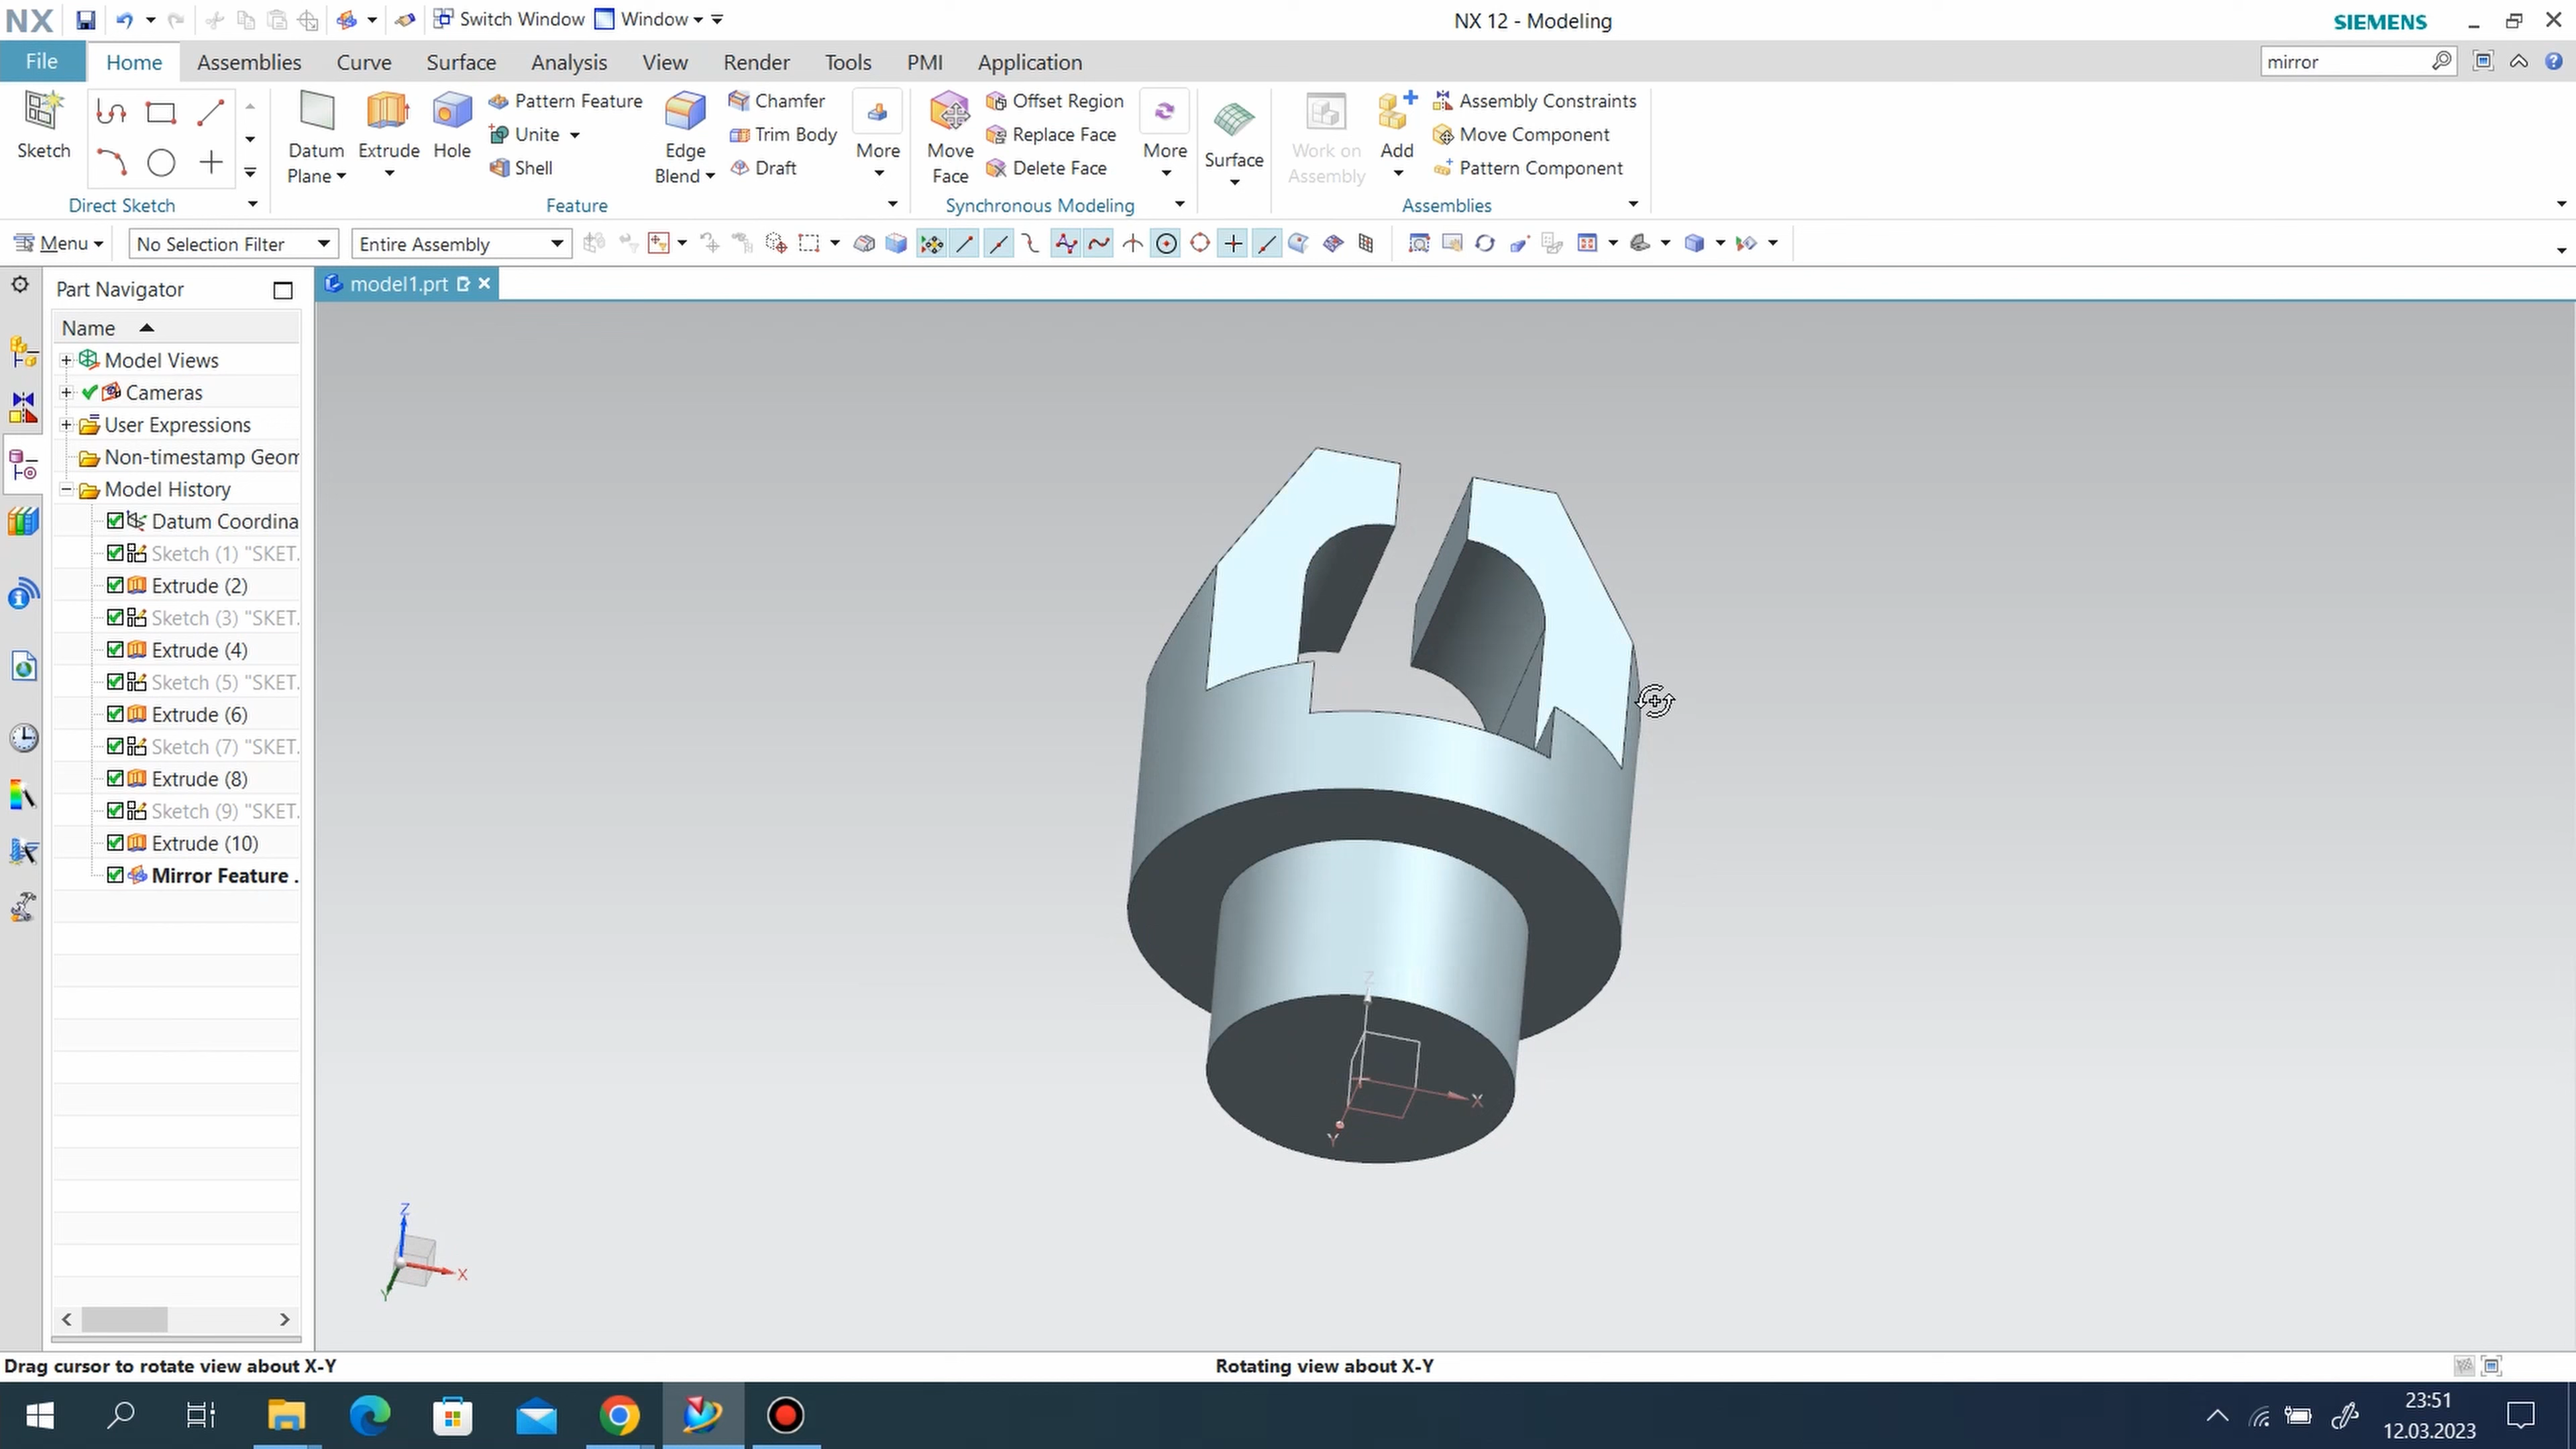 NX Switch Window Window NX 12 - Modeling SIEMENS
File Home Assemblies Curve Surface Analysis View Render Tools PMI Application mirror
Sketch
Direct Sketch
Datum Plane
Extrude
Hole
Pattern Feature
Unite
Shell
Edge Blend
Chamfer
Trim Body
Draft
More
Feature
Move Face
Offset Region
Replace Face
Delete Face
More
Synchronous Modeling
Surface
Work on Assembly
Add
Assembly Constraints
Move Component
Pattern Component
Assemblies
Menu No Selection Filter Entire Assembly
Part Navigator
model1.prt
Name
Model Views
Cameras
User Expressions
Non-timestamp Geom
Model History
Datum Coordina
Sketch (1) "SKET.
Extrude (2)
Sketch (3) "SKET.
Extrude (4)
Sketch (5) "SKET.
Extrude (6)
Sketch (7) "SKET.
Extrude (8)
Sketch (9) "SKET.
Extrude (10)
Mirror Feature .
Z
X
Y
Z
X
Y
Drag cursor to rotate view about X-Y Rotating view about X-Y
23:51
12.03.2023